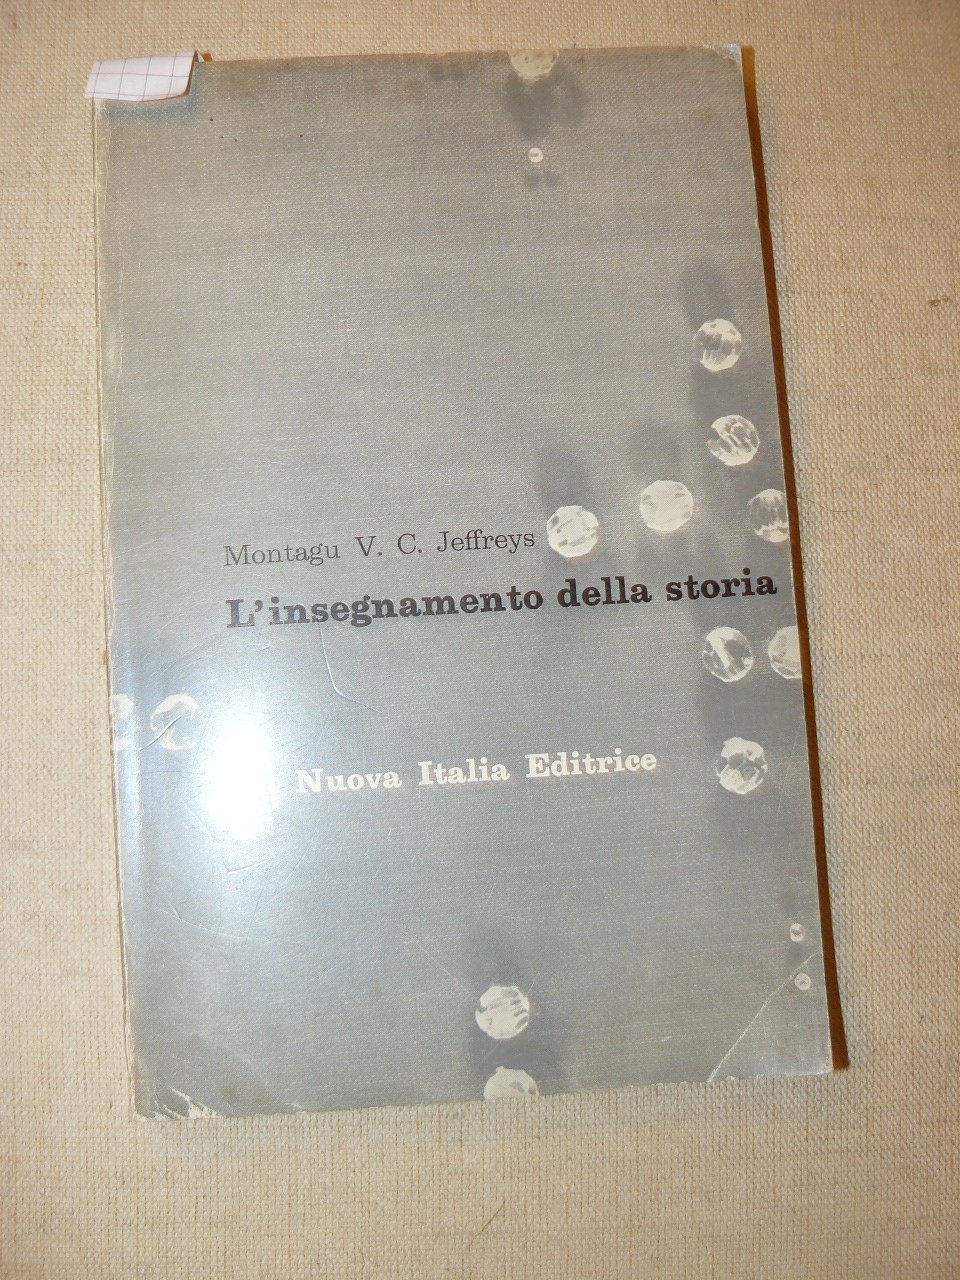 Montagu V. C. Jeffreys
L'insegnamento della storia
Nuova Italia Editrice